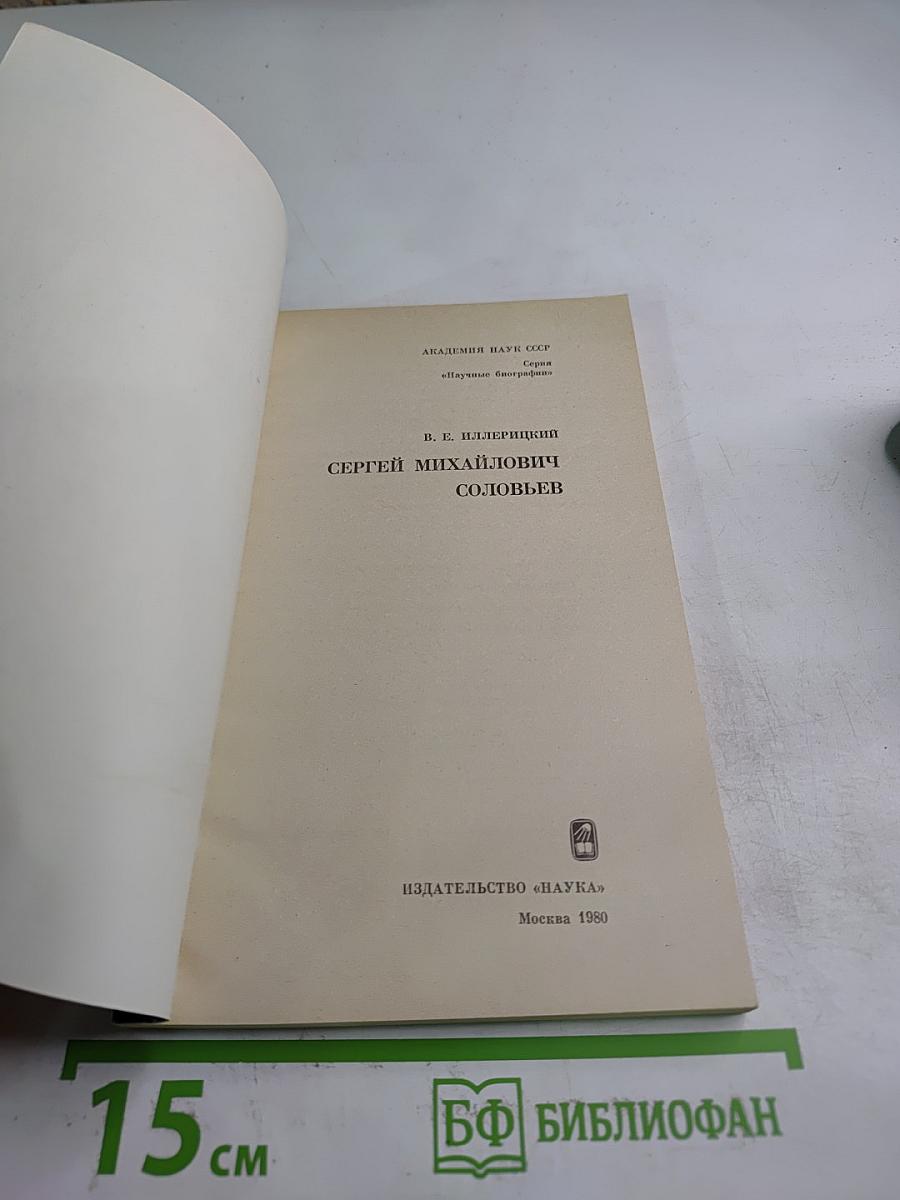 АКАДЕМИЯ НАУК СССР
Серия
«Научные биографии»
В. Е. ИЛЛЕРИЦКИЙ
СЕРГЕЙ МИХАЙЛОВИЧ
СОЛОВЬЕВ
ИЗДАТЕЛЬСТВО «НАУКА»
Москва 1980
15 см
БФ БИБЛИОФАН